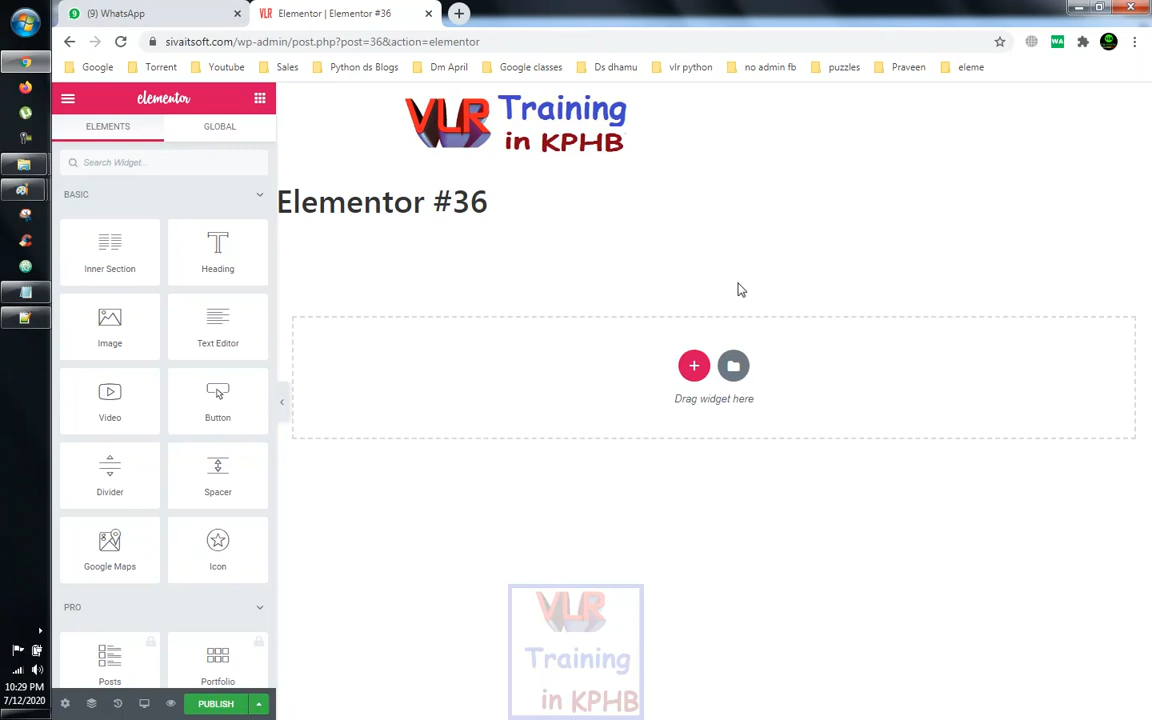 (9) WhatsApp
Elementor | Elementor #36
sivaitsoft.com/wp-admin/post.php?post=36&action=elementor
Google
Torrent
Youtube
Sales
Python ds Blogs
Dm April
Google classes
Ds dhamu
vlr python
no admin fb
puzzles
Praveen
eleme
elementor
ELEMENTS
GLOBAL
Search Widget...
BASIC
Inner Section
Heading
Image
Text Editor
Video
Button
Divider
Spacer
Google Maps
Icon
PRO
Posts
Portfolio
PUBLISH
VLR Training
in KPHB
Elementor #36
Drag widget here
VLR
Training
in KPHB
10:29 PM
7/12/2020